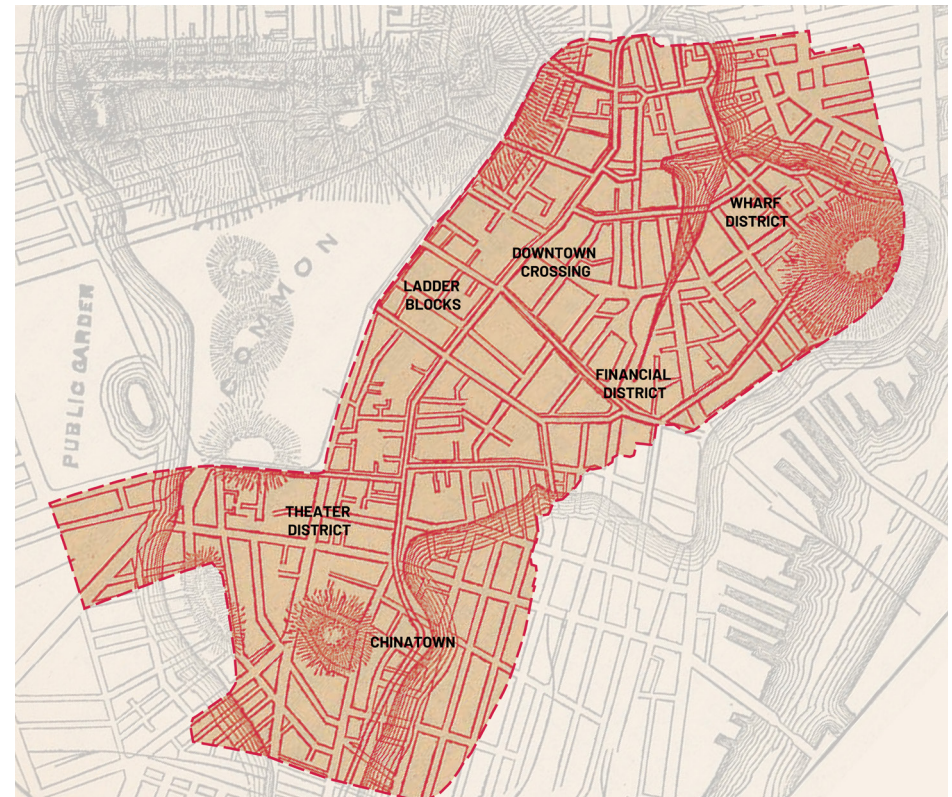 WHARF
DISTRICT
DOWNTOWN
CROSSING
LADDER
BLOCKS
COMMON
PUBLIC GARDEN
FINANCIAL
DISTRICT
THEATER
DISTRICT
CHINATOWN